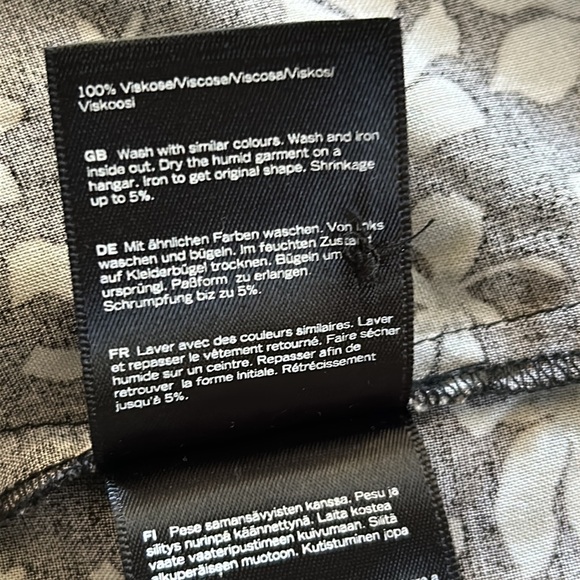 100% Viskose/Viscose/Viscosa/Viskos/
Viskoosi
GB Wash with similar colours. Wash and iron
inside out. Dry the humid garment on a
hangar. Iron to get original shape. Shrinkage
up to 5%.
DE Mit ähnlichen Farben waschen. Von links
waschen und bügeln. Im feuchten Zustand
auf Kleiderbügel trocknen. Bügeln um
ursprüngl. Paßform, zu erlangen.
Schrumpfung biz zu 5%.
FR Laver avec des couleurs similaires. Laver
et repasser le vêtement retourné. Faire sécher
humide sur un ceintre. Repasser afin de
retrouver la forme initiale. Rétrécissement
jusqu'à 5%.
FI Pese samansävyisten kanssa. Pesu ja
silitys nurinpä käännettynä. Laita kostea
vaate vaateripustimeen kuivumaan. Silitä
alkuperäiseen muotoon. Kutistuminen jopa